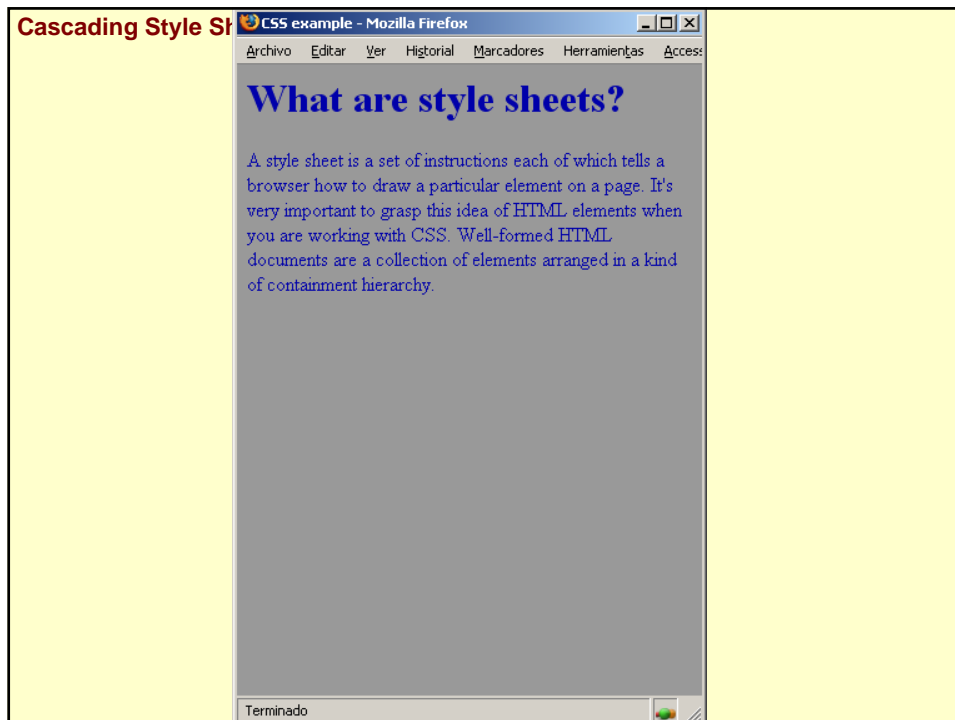 Cascading Style Sh
CSS example - Mozilla Firefox
Archivo Editar Ver Historial Marcadores Herramientas Acces
What are style sheets?
A style sheet is a set of instructions each of which tells a
browser how to draw a particular element on a page. It's
very important to grasp this idea of HTML elements when
you are working with CSS. Well-formed HTML
documents are a collection of elements arranged in a kind
of containment hierarchy.
Terminado